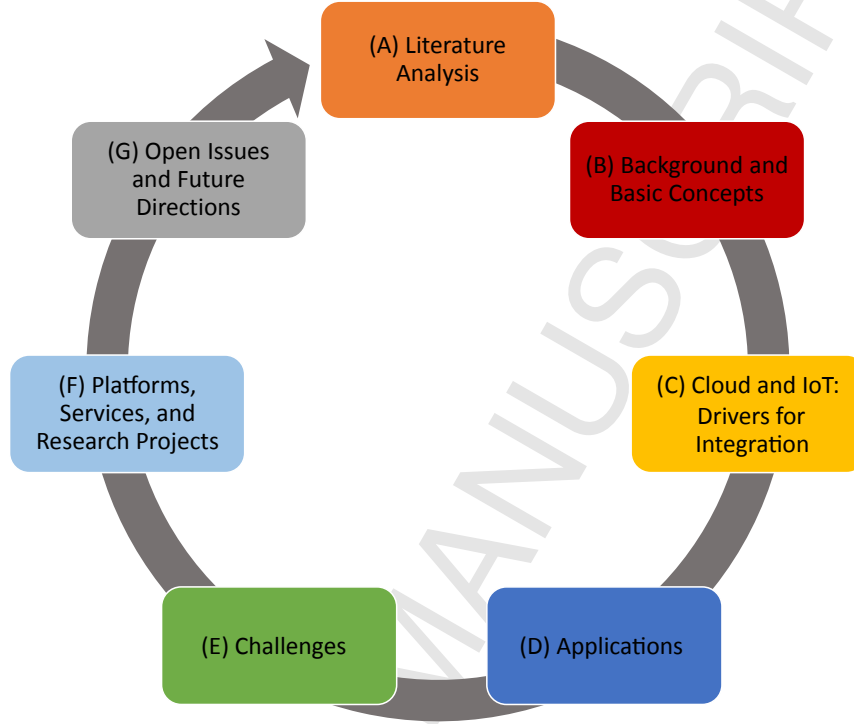 (A) Literature
Analysis
(B) Background and
Basic Concepts
(C) Cloud and IoT:
Drivers for
Integration
(D) Applications
(E) Challenges
(F) Platforms,
Services, and
Research Projects
(G) Open Issues
and Future
Directions
MANUSCRIP